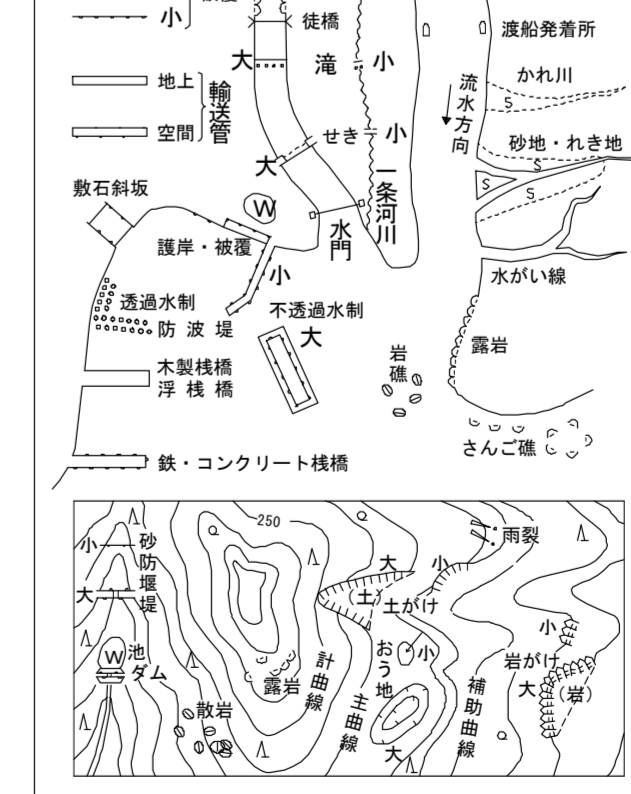 小
徒橋
渡船発着所
大
滝
小
かれ川
地上
輸送管
空間
流水方向
S
せき
小
砂地・れき地
大
S
一条河川
S
S
敷石斜坂
W
水門
護岸・被覆
小
水がい線
透過水制
不透過水制
防波堤
大
岩礁
露岩
木製桟橋
浮桟橋
さんご礁
鉄・コンクリート桟橋
250
小
砂防堰堤
雨裂
大
小
大
(土)
土がけ
小
W
池
ダム
おう地
小
岩がけ
計曲線
露岩
大
(岩)
主曲線
補助曲線
散岩
大